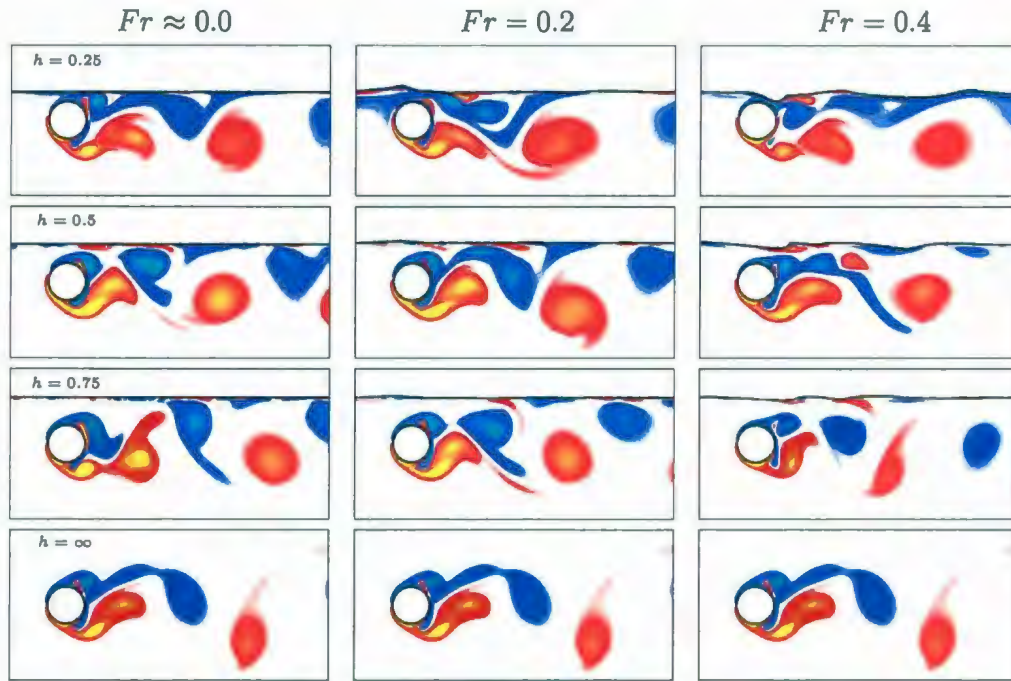 Fr ≈ 0.0
Fr = 0.2
Fr = 0.4
h = 0.25
h = 0.5
h = 0.75
h = ∞